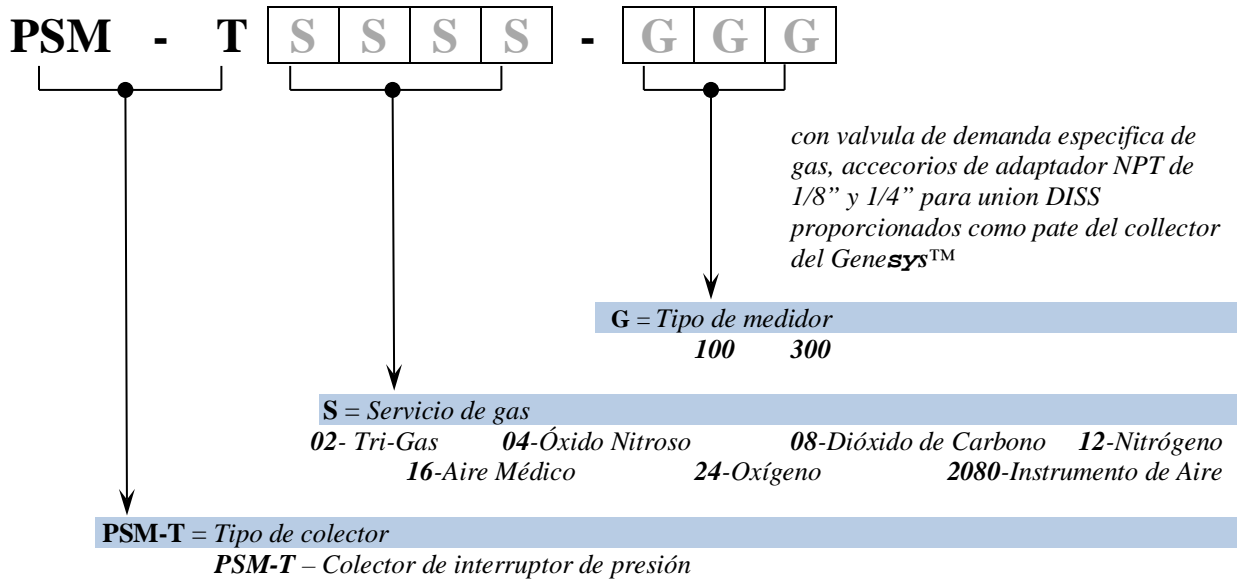 PSM - T S S S S - G G G
con valvula de demanda especifica de
gas, accecorios de adaptador NPT de
1/8” y 1/4” para union DISS
proporcionados como pate del collector
del Genesys™
G = Tipo de medidor
100 300
S = Servicio de gas
02- Tri-Gas 04-Óxido Nitroso 08-Dióxido de Carbono 12-Nitrógeno
16-Aire Médico 24-Oxígeno 2080-Instrumento de Aire
PSM-T = Tipo de colector
PSM-T – Colector de interruptor de presión